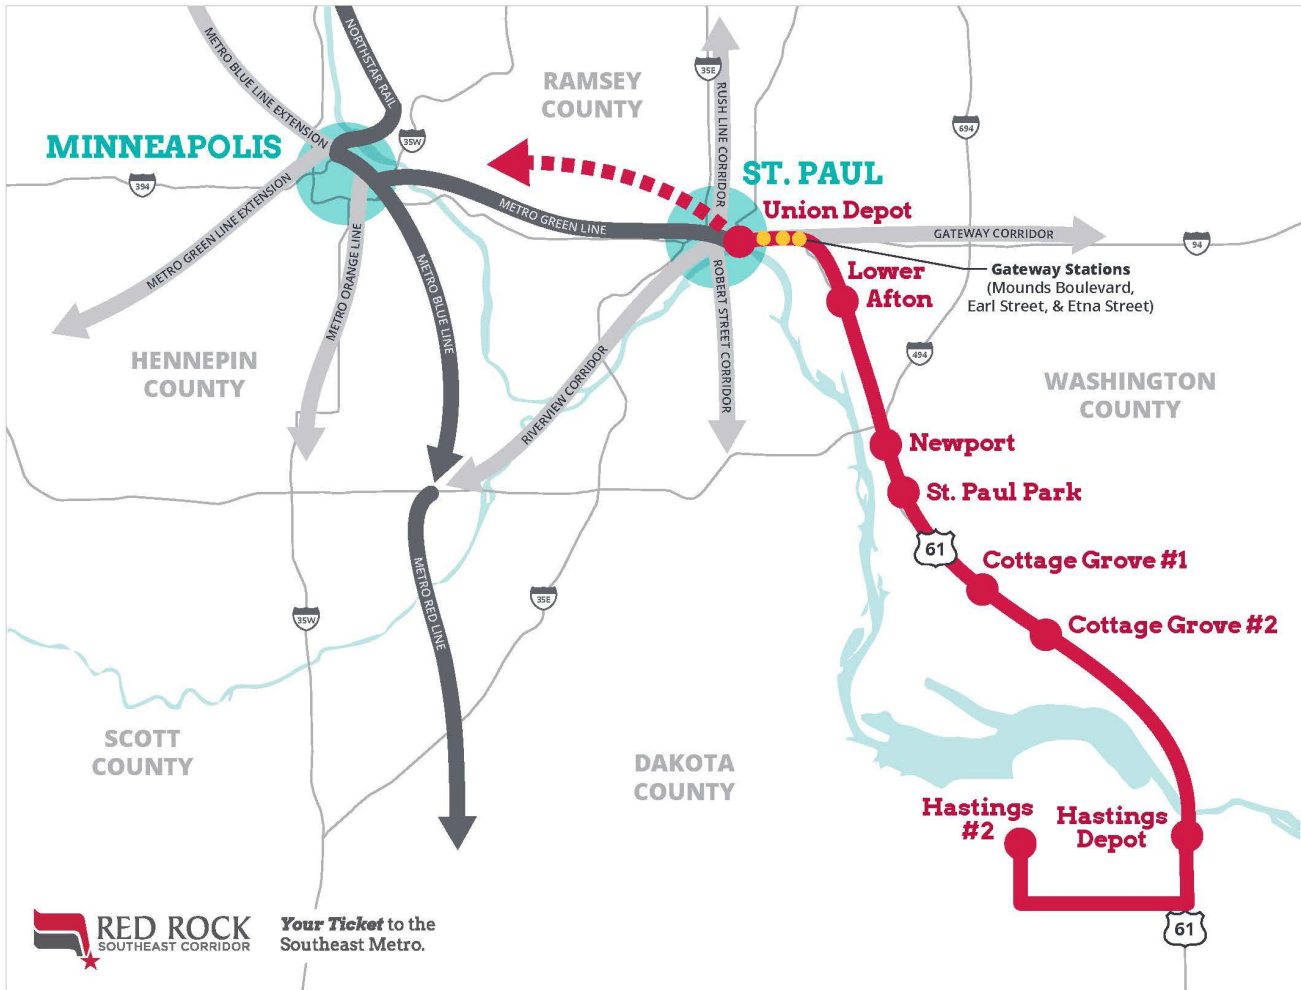 METRO BLUE LINE EXTENSION
NORTHSTAR RAIL
RAMSEY
COUNTY
35E
RUSH LINE CORRIDOR
694
35W
MINNEAPOLIS
394
ST. PAUL
Union Depot
METRO GREEN LINE EXTENSION
METRO ORANGE LINE
METRO GREEN LINE
GATEWAY CORRIDOR
94
Gateway Stations
(Mounds Boulevard,
Earl Street, & Etna Street)
Lower
Afton
METRO BLUE LINE
ROBERT STREET CORRIDOR
RIVERVIEW CORRIDOR
494
HENNEPIN
COUNTY
WASHINGTON
COUNTY
Newport
St. Paul Park
61
Cottage Grove #1
METRO RED LINE
35E
35W
Cottage Grove #2
SCOTT
COUNTY
DAKOTA
COUNTY
Hastings
#2
Hastings
Depot
61
RED ROCK
SOUTHEAST CORRIDOR
Your Ticket to the
Southeast Metro.